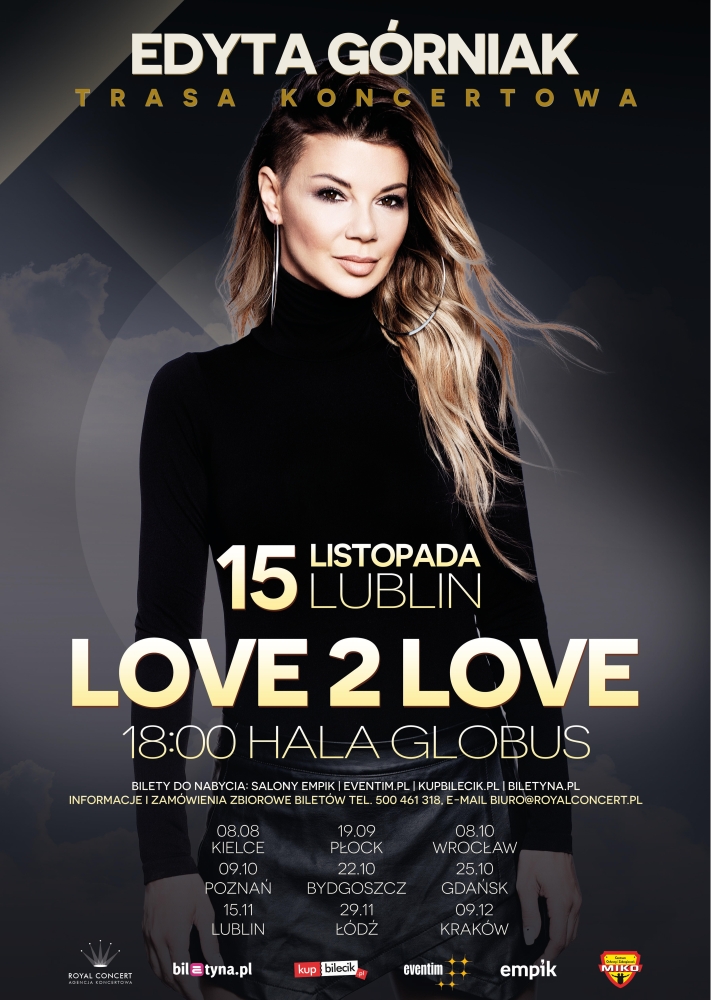 EDYTA GÓRNIAK
TRASA KONCERTOWA
15 LISTOPADA
LUBLIN
LOVE 2 LOVE
18:00 HALA GLOBUS
BILETY DO NABYCIA: SALONY EMPIK | EVENTIM.PL | KUPBILECIK.PL | BILETYNA.PL
INFORMACJE I ZAMÓWIENIA ZBIOROWE BILETÓW TEL. 500 461 318, E-MAIL BIURO@ROYALCONCERT.PL
08.08 19.09 08.10
KIELCE PŁOCK WROCŁAW
09.10 22.10 25.10
POZNAŃ BYDGOSZCZ GDAŃSK
15.11 29.11 09.12
LUBLIN ŁÓDŹ KRAKÓW
ROYAL CONCERT
AGENCJA KONCERTOWA
biletyna.pl
kup bilecik .pl
eventim
empik
MIKO